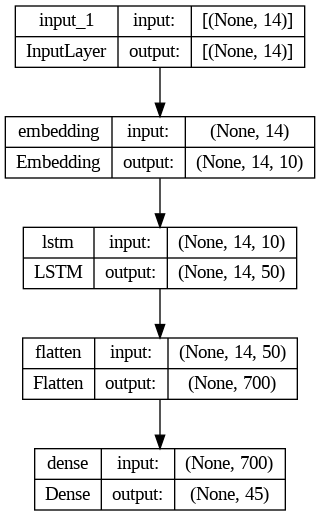 input_1 input: [(None, 14)]
InputLayer output: [(None, 14)]
embedding input: (None, 14)
Embedding output: (None, 14, 10)
lstm input: (None, 14, 10)
LSTM output: (None, 14, 50)
flatten input: (None, 14, 50)
Flatten output: (None, 700)
dense input: (None, 700)
Dense output: (None, 45)